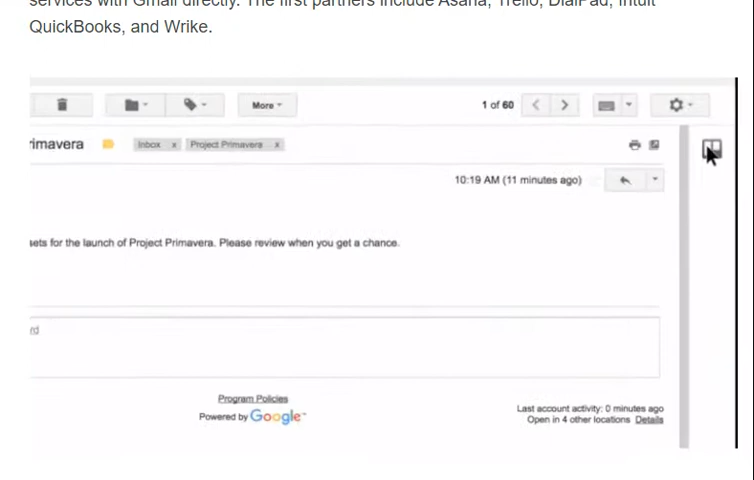 services with Gmail directly. The first partners include Asana, Trello, DialPad, Intuit
QuickBooks, and Wrike.
More
1 of 60
rimavera
Inbox x
Project Primavera x
10:19 AM (11 minutes ago)
sets for the launch of Project Primavera. Please review when you get a chance.
rd
Program Policies
Powered by Google
Last account activity: 0 minutes ago
Open in 4 other locations Details